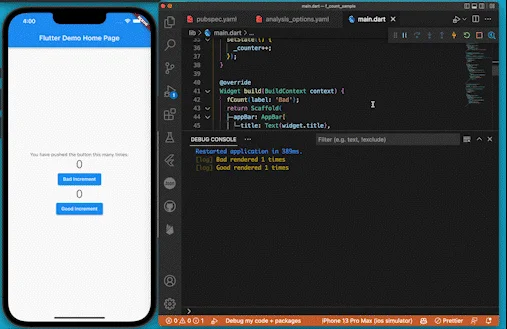 4:00
Flutter Demo Home Page
You have pushed the button this many times:
0
Bad Increment
0
Good Increment
main.dart — f_count_sample
pubspec.yaml
analysis_options.yaml
main.dart
lib > main.dart > ...
35 setState(() {
36 _counter++;
37 });
38 }
39
40 @override
41 Widget build(BuildContext context) {
42 fCount(label: 'Bad');
43 return Scaffold(
44 appBar: AppBar(
45 title: Text(widget.title),
DEBUG CONSOLE ...
Filter (e.g. text, !exclude)
Restarted application in 389ms.
[log] Bad rendered 1 times
[log] Good rendered 1 times
0 0 1 Debug my code + packages iPhone 13 Pro Max (ios simulator) Prettier